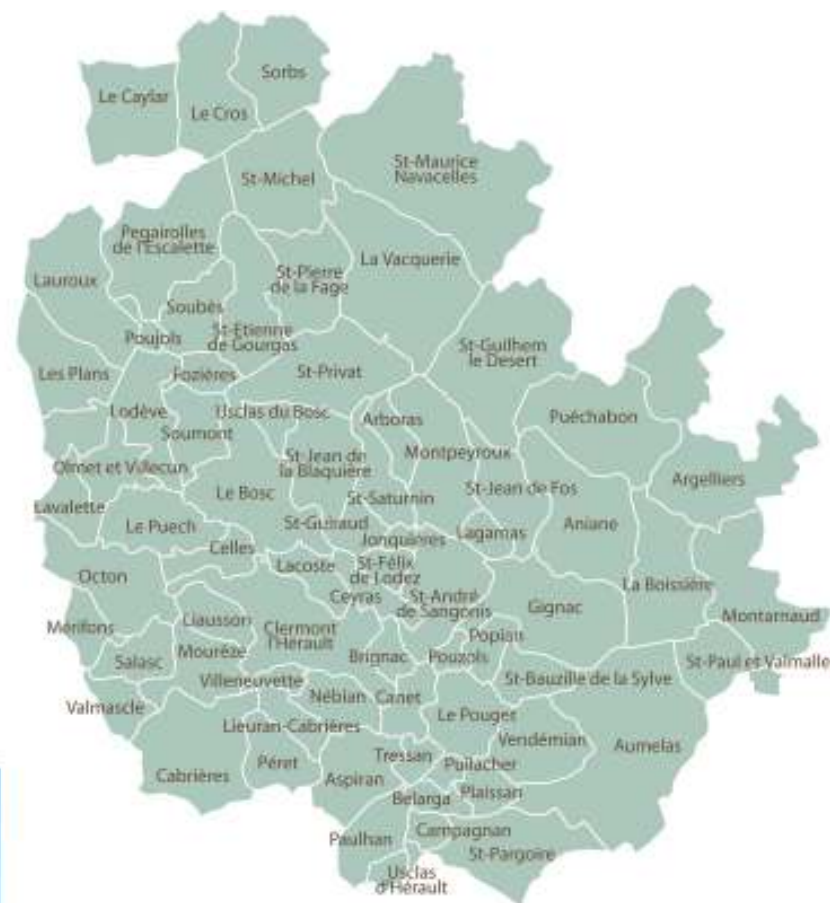 Sorbs
Le Caylar
Le Cros
St-Maurice
Navacelles
St-Michel
Pegairolles
de l'Escalette
La Vacquerie
St-Pierre
de la Fage
Lauroux
Soubès
St-Etienne
de Gourgas
Poujols
St-Guilhem
le Desert
Les Plans
Fozières
St-Privat
Lodève
Usclas du Bosc
Arboras
Puéchabon
Soumont
Montpeyroux
St-Jean de
la Blaquière
Olmet et Villecun
Argelliers
Le Bosc
St-Jean de Fos
St-Saturnin
Lavalette
Le Puech
St-Guiraud
Aniane
Lagamas
Jonquières
Celles
Lacoste
St-Félix
de Lodez
Octon
La Boissière
Ceyras
St-André
de Sangonis
Gignac
Liausson
Montarnaud
Mérifons
Clermont
l'Hérault
Popian
Mourèze
Brignac
Pouzols
Salasc
St-Paul et Valmalle
Villeneuvette
St-Bauzille de la Sylve
Nébian
Canet
Valmascle
Le Pouget
Lieuran-Cabrières
Vendémian
Aumelas
Tressan
Péret
Puilacher
Cabrières
Aspiran
Plaissan
Belarga
Campagnan
Paulhan
St-Pargoire
Usclas
d'Hérault